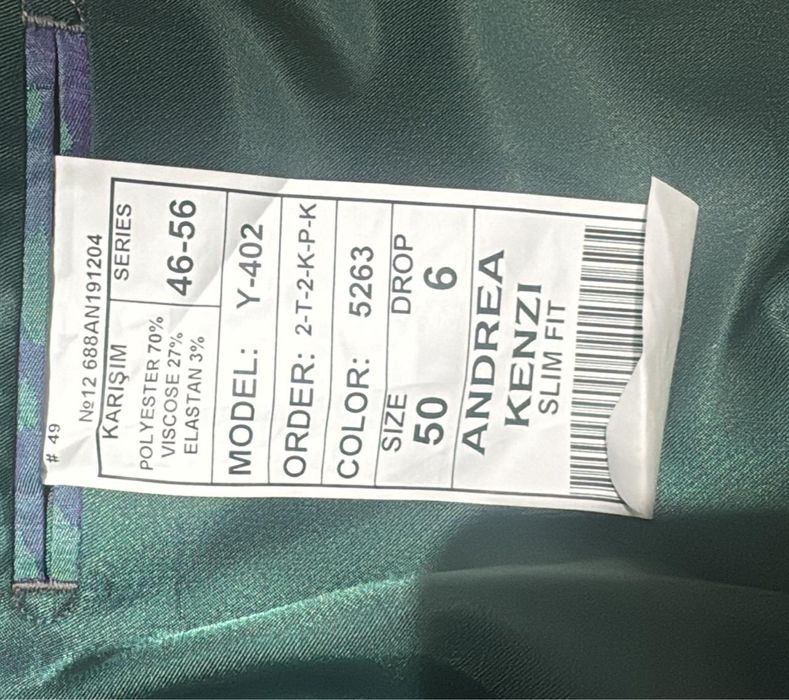 # 49
№12 688AN191204
KARIŞIM
POLYESTER 70%
VISCOSE 27%
ELASTAN 3%
SERIES
46-56
MODEL: Y-402
ORDER: 2-T-2-K-P-K
COLOR: 5263
SIZE DROP
50 6
ANDREA
KENZI
SLIM FIT